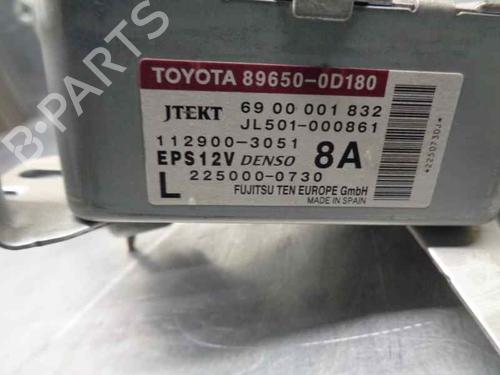 TOYOTA 89650-0D180
JTEKT 69 00 001 832
JL501-000861
112900-3051
EPS12V DENSO 8A
L 225000-0730
FUJITSU TEN EUROPE GmbH
MADE IN SPAIN
*22507302*
B-PARTS